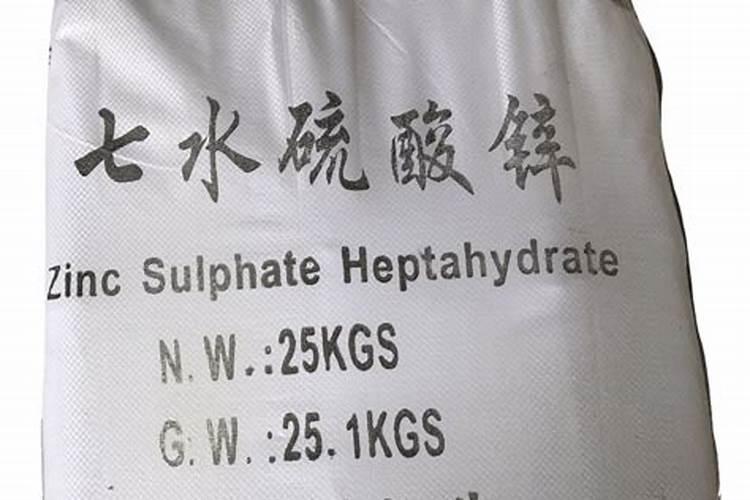 七水硫酸锌
Zinc Sulphate Heptahydrate
N.W.:25KGS
G.W.:25.1KGS